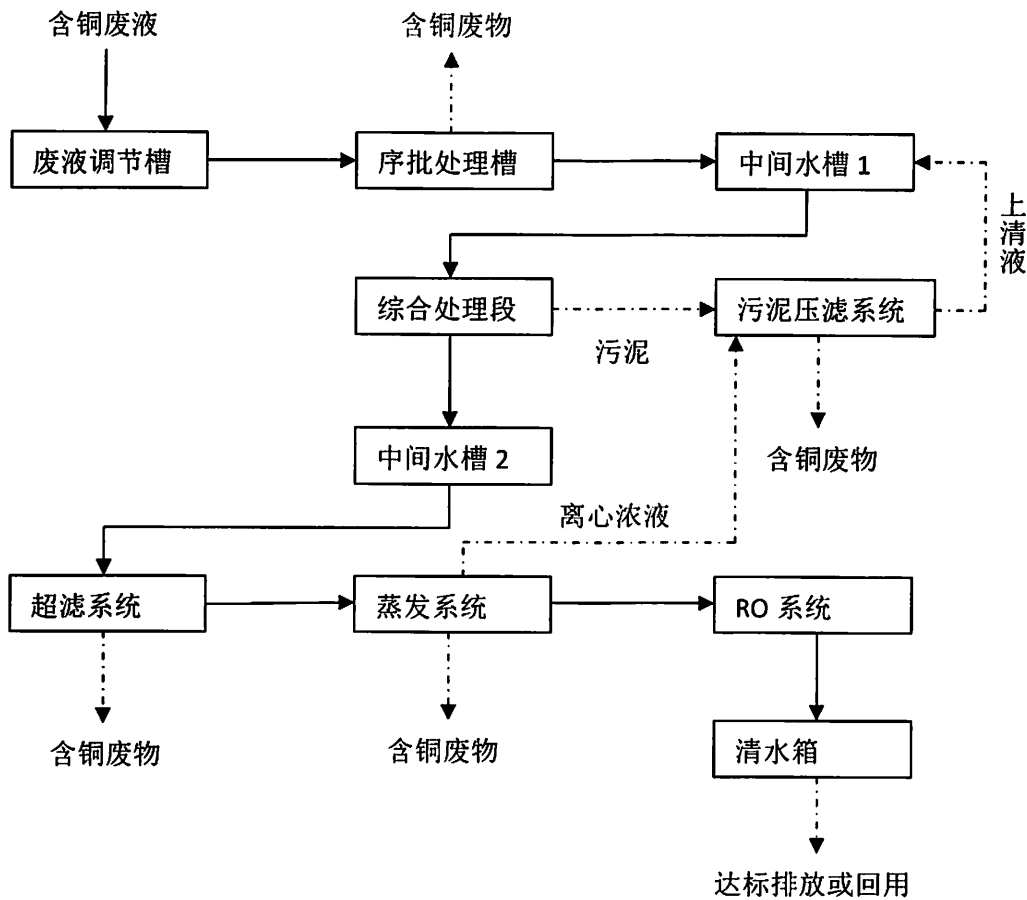 含铜废液
含铜废物
废液调节槽
序批处理槽
中间水槽 1
上清液
综合处理段
污泥
污泥压滤系统
中间水槽 2
含铜废物
离心浓液
超滤系统
蒸发系统
RO 系统
含铜废物
含铜废物
清水箱
达标排放或回用